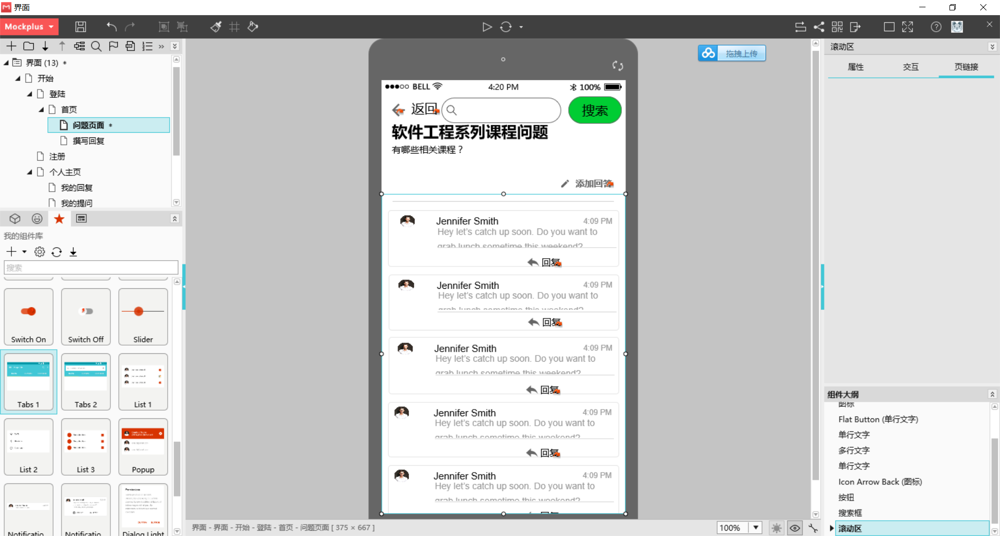 界面
Mockplus
界面 (13) *
开始
登陆
首页
问题页面 *
撰写回复
注册
个人主页
我的回复
我的提问
我的组件库
搜索
Switch On
Switch Off
Slider
Tabs 1
Tabs 2
List 1
List 2
List 3
Popup
Notificatio
Notificatio
Dialog Light
拖拽上传
BELL
4:20 PM
100%
返回
搜索
软件工程系列课程问题
有哪些相关课程？
添加回答
Jennifer Smith
4:09 PM
Hey let's catch up soon. Do you want to
grab lunch sometime this weekend?
回复
Jennifer Smith
4:09 PM
Hey let's catch up soon. Do you want to
grab lunch sometime this weekend?
回复
Jennifer Smith
4:09 PM
Hey let's catch up soon. Do you want to
grab lunch sometime this weekend?
回复
Jennifer Smith
4:09 PM
Hey let's catch up soon. Do you want to
grab lunch sometime this weekend?
回复
Jennifer Smith
4:09 PM
Hey let's catch up soon. Do you want to
grab lunch sometime this weekend?
回复
界面 - 界面 - 开始 - 登陆 - 首页 - 问题页面 [ 375 × 667 ]
100%
滚动区
属性
交互
页链接
组件大纲
图标
Flat Button (单行文字)
单行文字
多行文字
单行文字
Icon Arrow Back (图标)
按钮
搜索框
滚动区